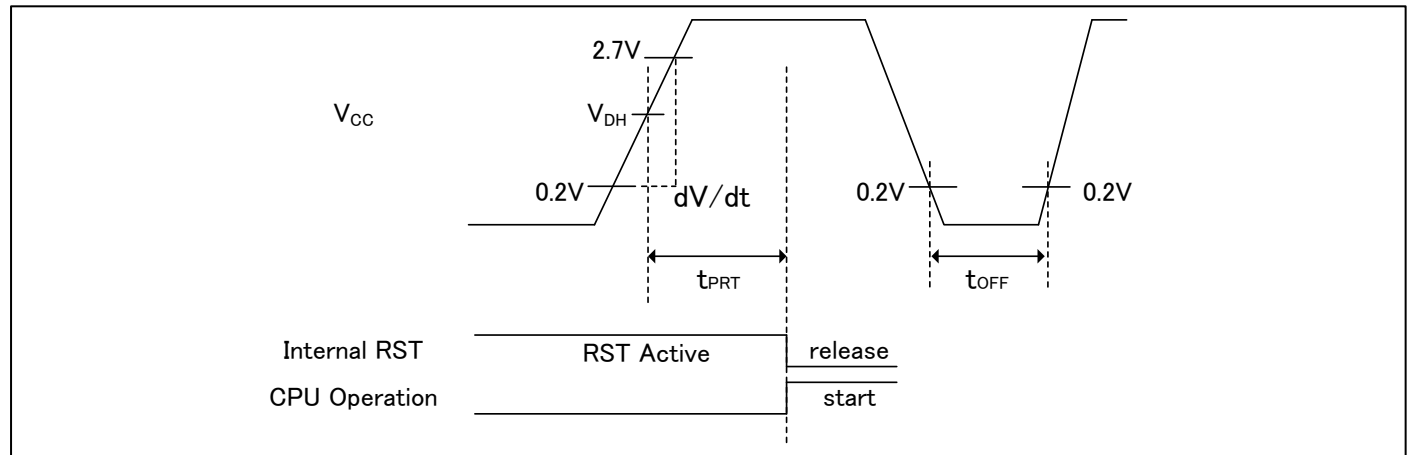 2.7V
VCC
VDH
0.2V
dV/dt
0.2V
0.2V
tPRT
tOFF
Internal RST
RST Active
release
CPU Operation
start